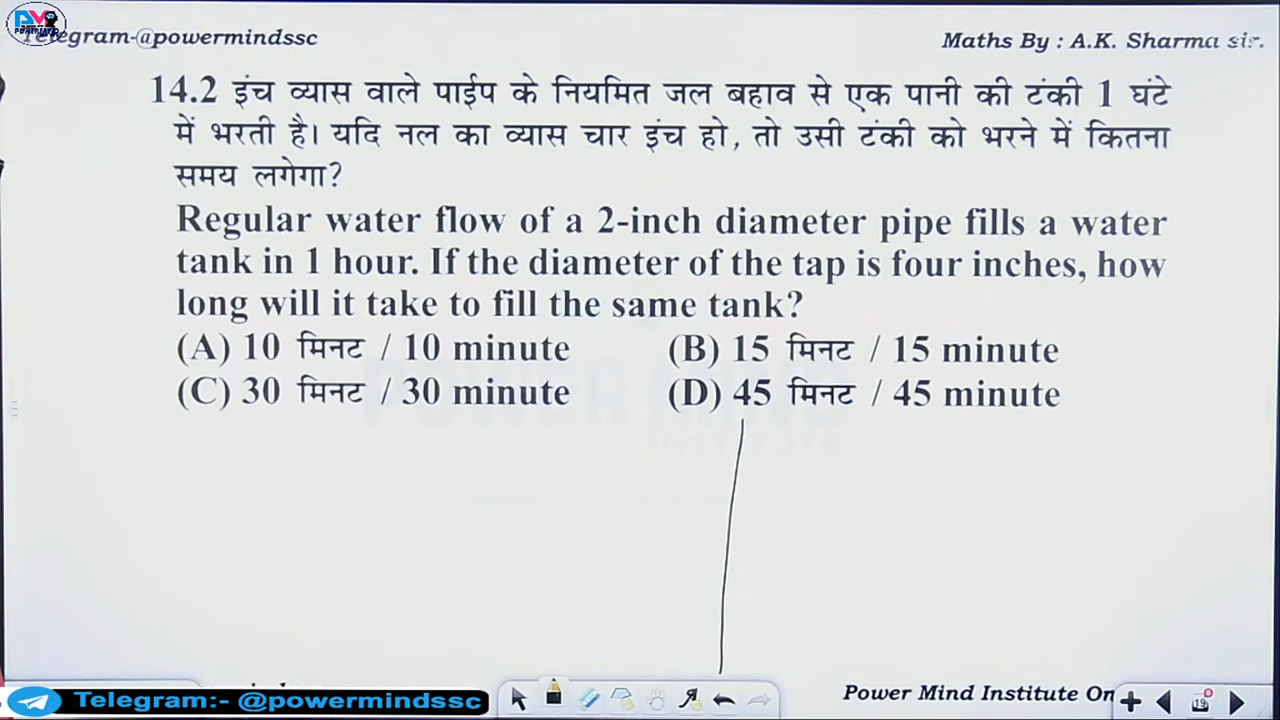 Telegram-@powermindssc
Maths By : A.K. Sharma sir.
14.2 इंच व्यास वाले पाईप के नियमित जल बहाव से एक पानी की टंकी 1 घंटे
में भरती है। यदि नल का व्यास चार इंच हो, तो उसी टंकी को भरने में कितना
समय लगेगा?
Regular water flow of a 2-inch diameter pipe fills a water
tank in 1 hour. If the diameter of the tap is four inches, how
long will it take to fill the same tank?
(A) 10 मिनट / 10 minute (B) 15 मिनट / 15 minute
(C) 30 मिनट / 30 minute (D) 45 मिनट / 45 minute
POWER MIND
INSTITUTE
Telegram:- @powermindssc
Power Mind Institute On
19